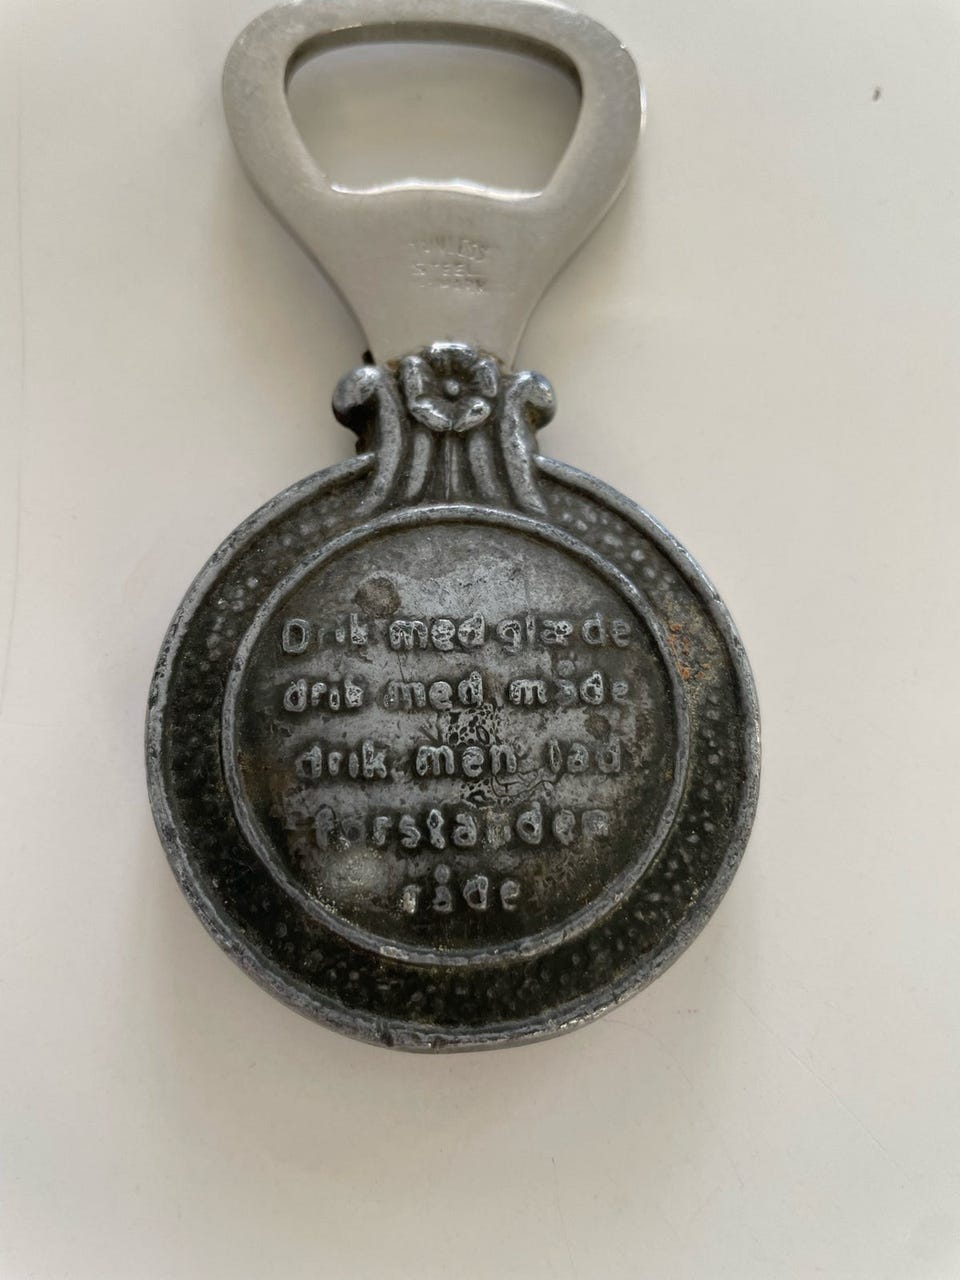 STEEL
Drik med glæde
drik med måde
drik men lad
forstanden
råde